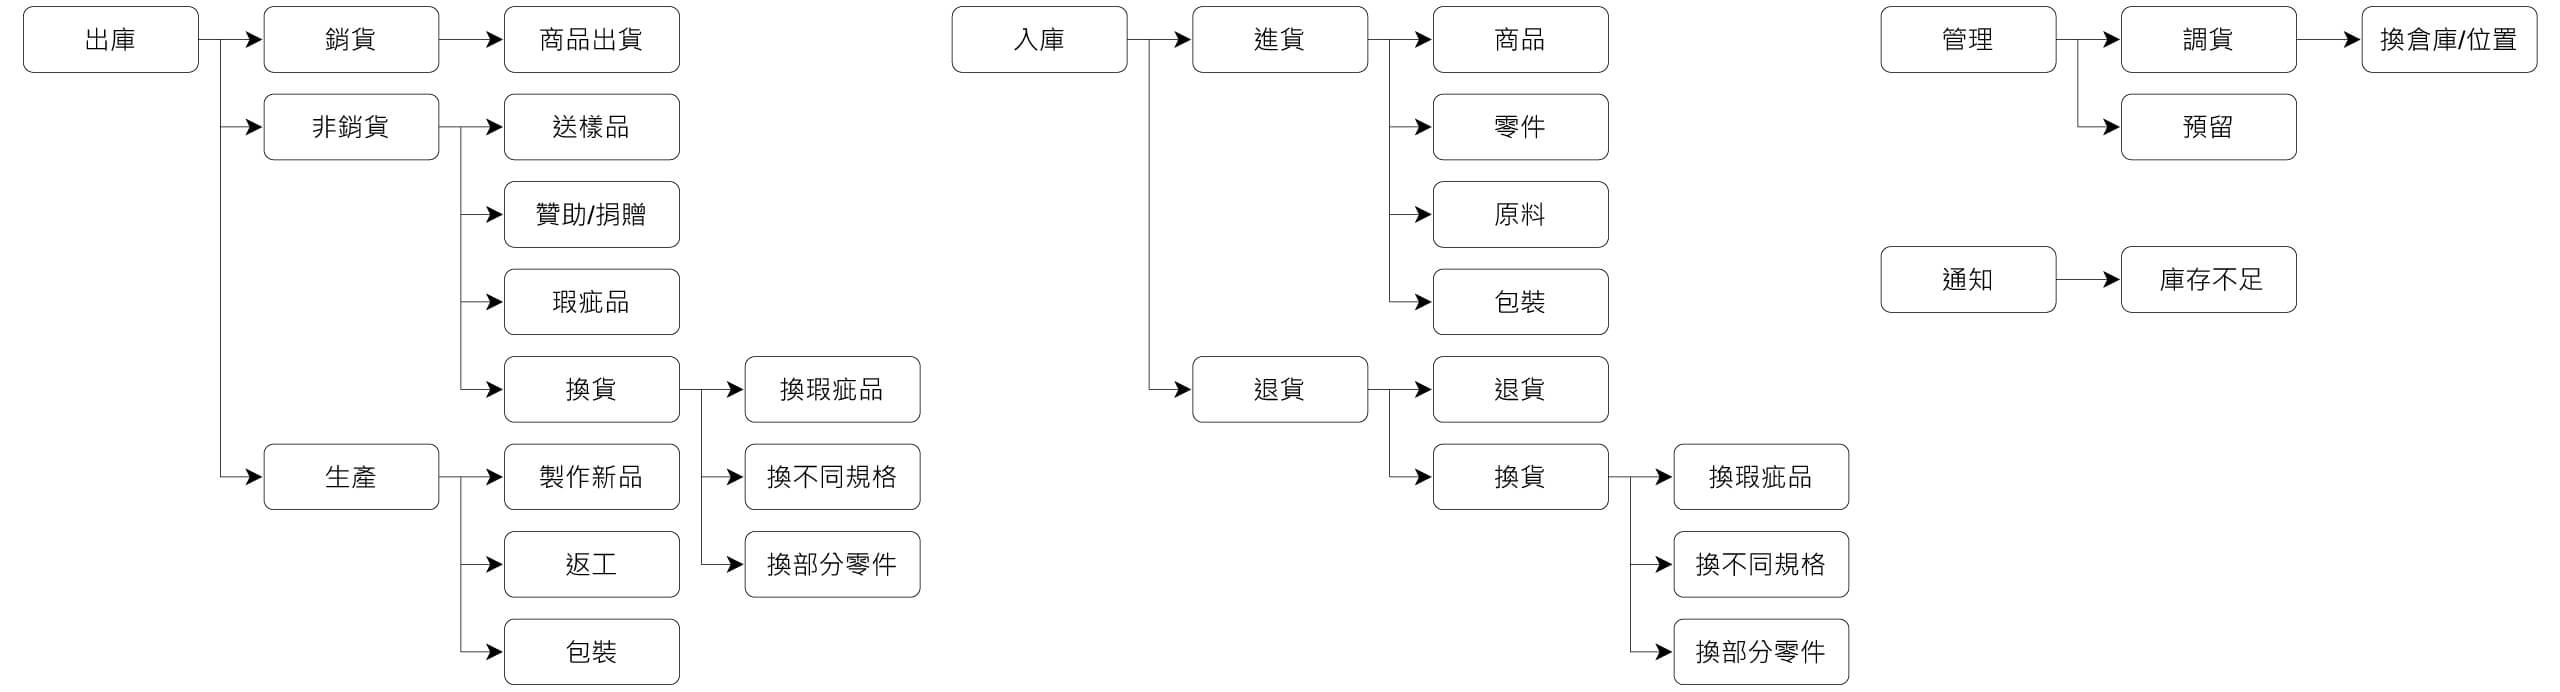 出庫
銷貨
商品出貨
非銷貨
送樣品
贊助/捐贈
瑕疵品
換貨
換瑕疵品
換不同規格
換部分零件
生產
製作新品
返工
包裝
入庫
進貨
商品
零件
原料
包裝
退貨
退貨
換貨
換瑕疵品
換不同規格
換部分零件
管理
調貨
換倉庫/位置
預留
通知
庫存不足